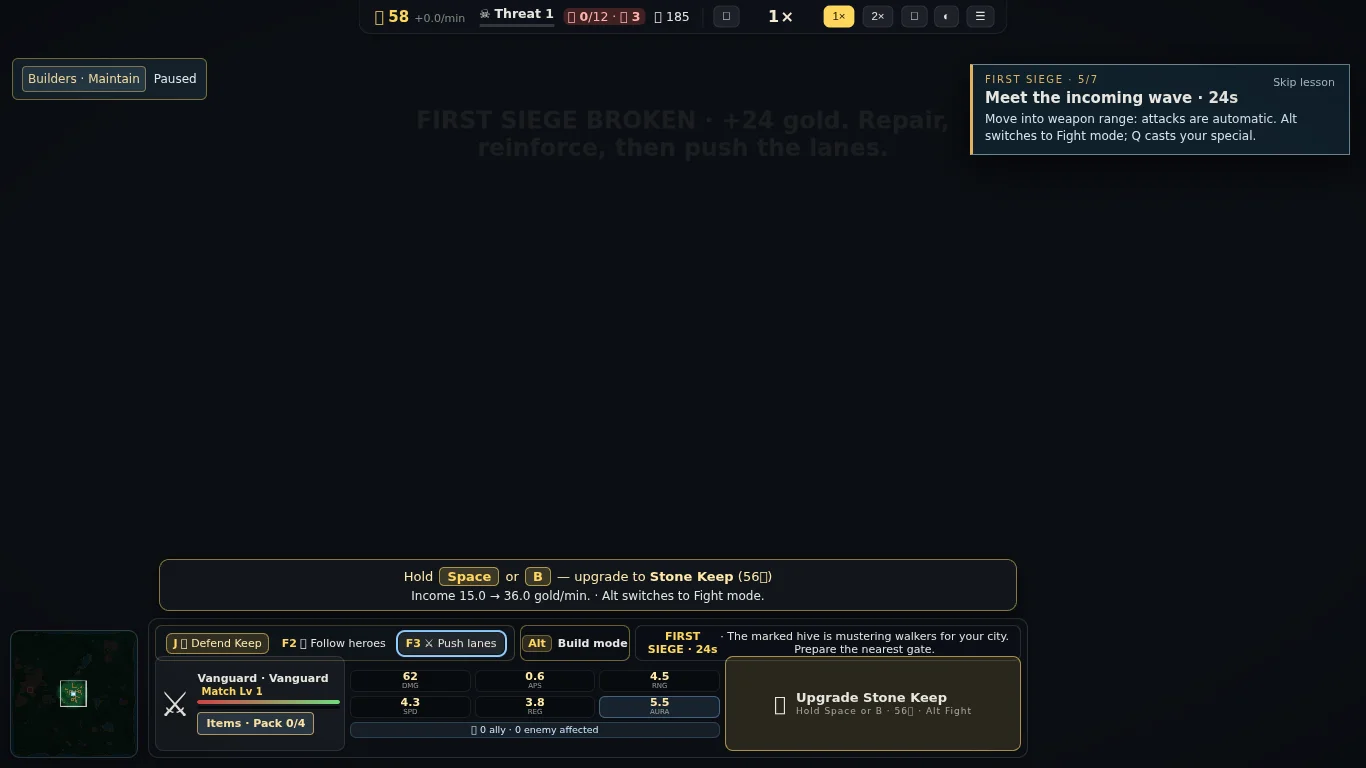 58 +0.0/min ☠ Threat 1 0/12 · 3 185 1× 1× 2× ☰
Builders · Maintain Paused
FIRST SIEGE · 5/7
Skip lesson
Meet the incoming wave · 24s
Move into weapon range: attacks are automatic. Alt
switches to Fight mode; Q casts your special.
FIRST SIEGE BROKEN · +24 gold. Repair,
reinforce, then push the lanes.
Hold Space or B — upgrade to Stone Keep (56)
Income 15.0 → 36.0 gold/min. · Alt switches to Fight mode.
J Defend Keep F2 Follow heroes F3 ⚔ Push lanes
Alt Build mode
FIRST SIEGE · 24s
· The marked hive is mustering walkers for your city.
Prepare the nearest gate.
Vanguard · Vanguard
Match Lv 1
Items · Pack 0/4
62 0.6 4.5
DMG APS RNG
4.3 3.8 5.5
SPD REG AURA
0 ally · 0 enemy affected
Upgrade Stone Keep
Hold Space or B · 56 · Alt Fight